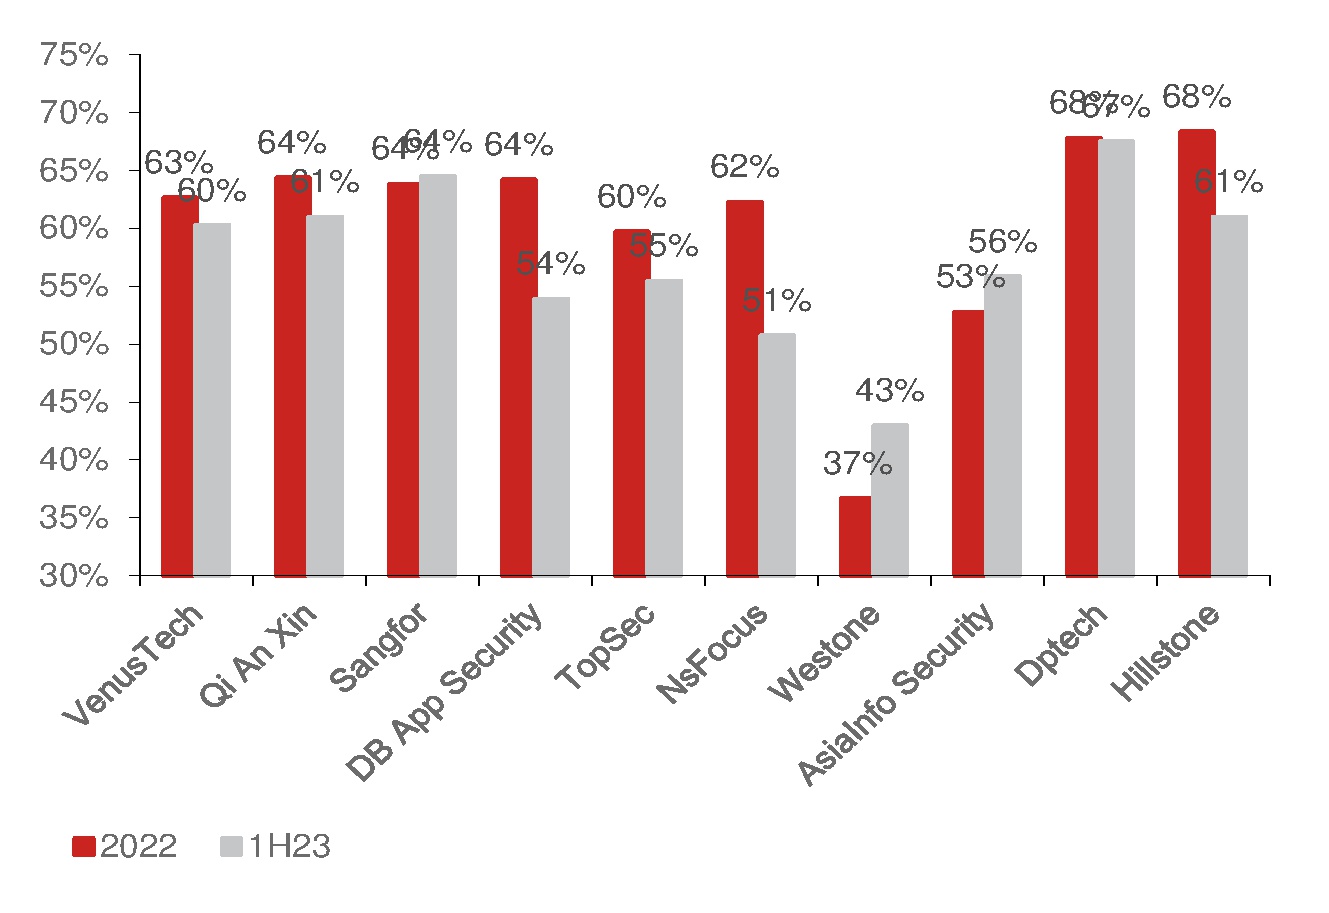 75%
70%
65%
60%
55%
50%
45%
40%
35%
30%
63%
60%
64%
61%
64%
64%
64%
54%
60%
55%
62%
51%
37%
43%
53%
56%
68%
67%
68%
61%
VenusTech
Qi An Xin
Sangfor
DB App Security
TopSec
NsFocus
Westone
AsiaInfo Security
Dptech
Hillstone
2022
1H23